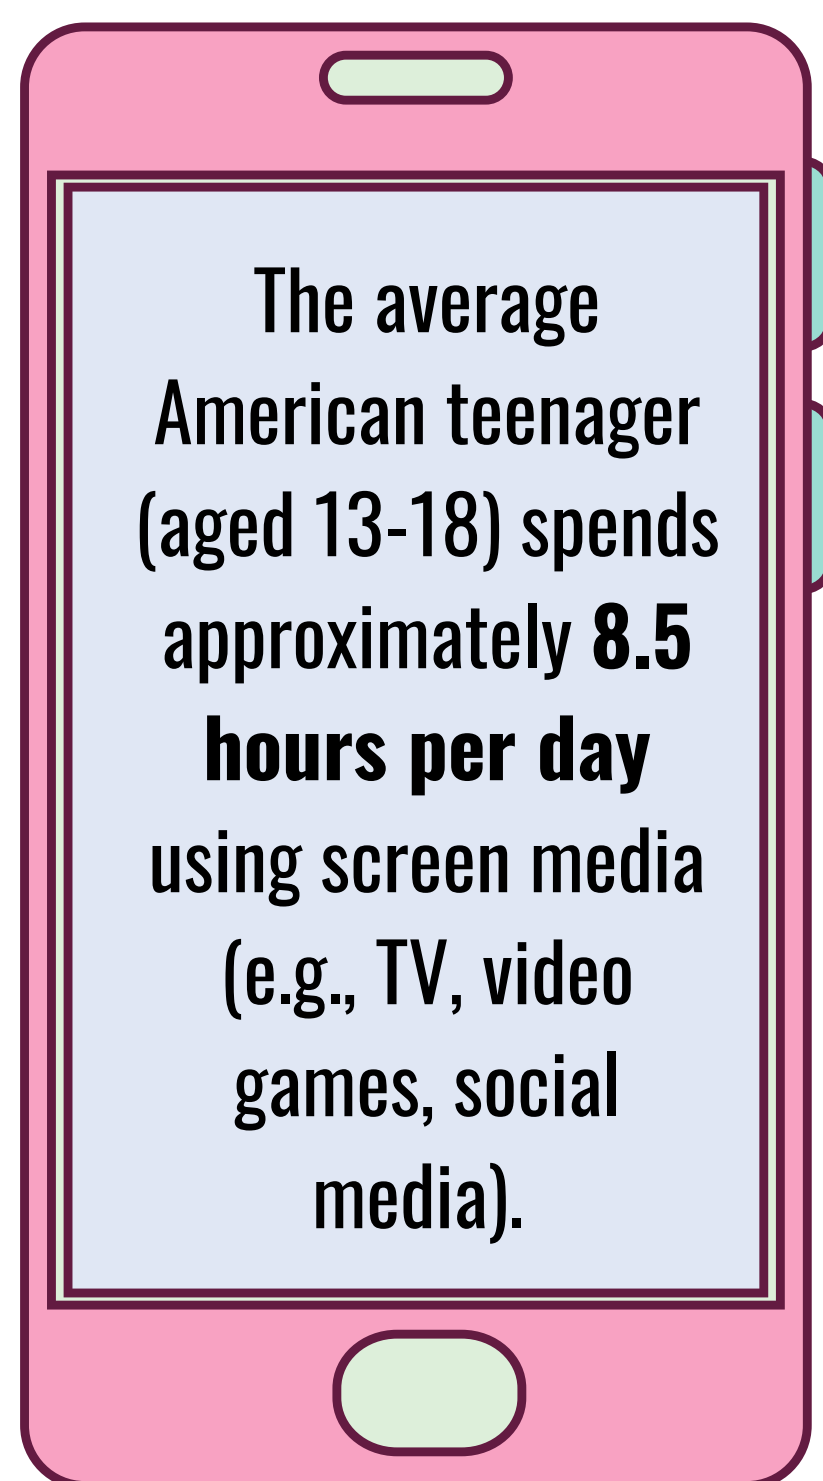 The average
American teenager
(aged 13-18) spends
approximately 8.5
hours per day
using screen media
(e.g., TV, video
games, social
media).